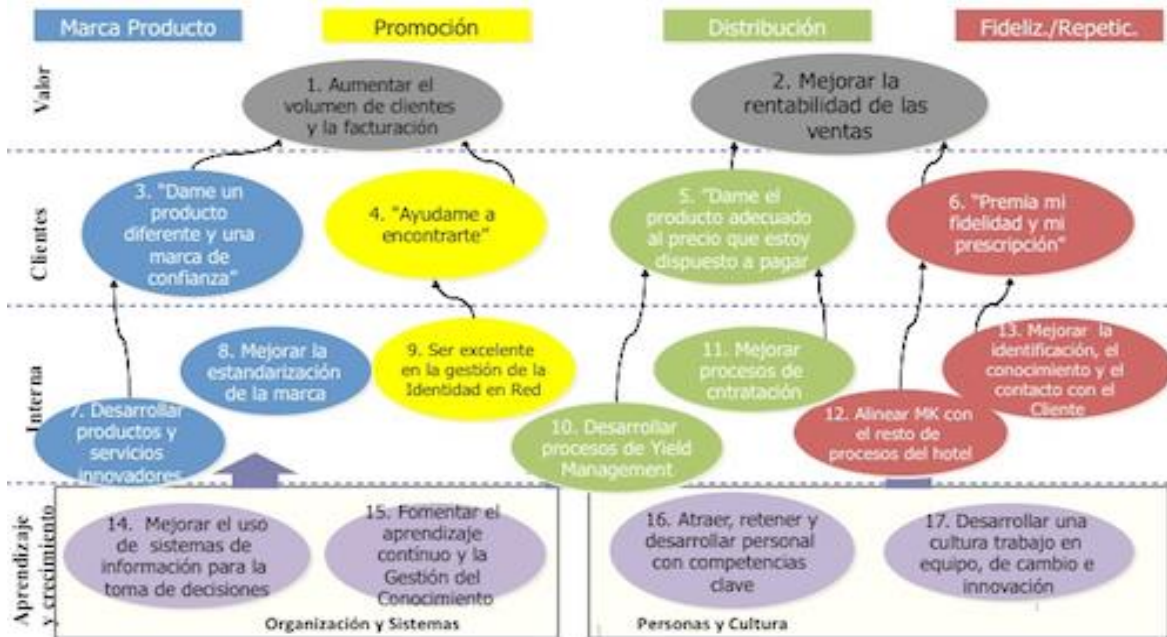 Marca Producto
Promoción
Distribución
Fideliz./Repetic.
Valor
1. Aumentar el
volumen de clientes
y la facturación
2. Mejorar la
rentabilidad de las
ventas
Clientes
3. "Dame un
producto
diferente y una
marca de
confianza"
4. "Ayudame a
encontrarte"
5. "Dame el
producto adecuado
al precio que estoy
dispuesto a pagar
6. "Premia mi
fidelidad y mi
prescripción"
Interna
7. Desarrollar
productos y
servicios
innovadores
8. Mejorar la
estandarización
de la marca
9. Ser excelente
en la gestión de la
Identidad en Red
10. Desarrollar
procesos de Yield
Management
11. Mejorar
procesos de
cntratación
12. Alinear MK con
el resto de
procesos del hotel
13. Mejorar la
identificación, el
conocimiento y el
contacto con el
Cliente
Aprendizaje
y crecimiento
14. Mejorar el uso
de sistemas de
información para la
toma de decisiones
15. Fomentar el
aprendizaje
contínuo y la
Gestión del
Conocimiento
Organización y Sistemas
16. Atraer, retener y
desarrollar personal
con competencias
clave
17. Desarrollar una
cultura trabajo en
equipo, de cambio e
innovación
Personas y Cultura